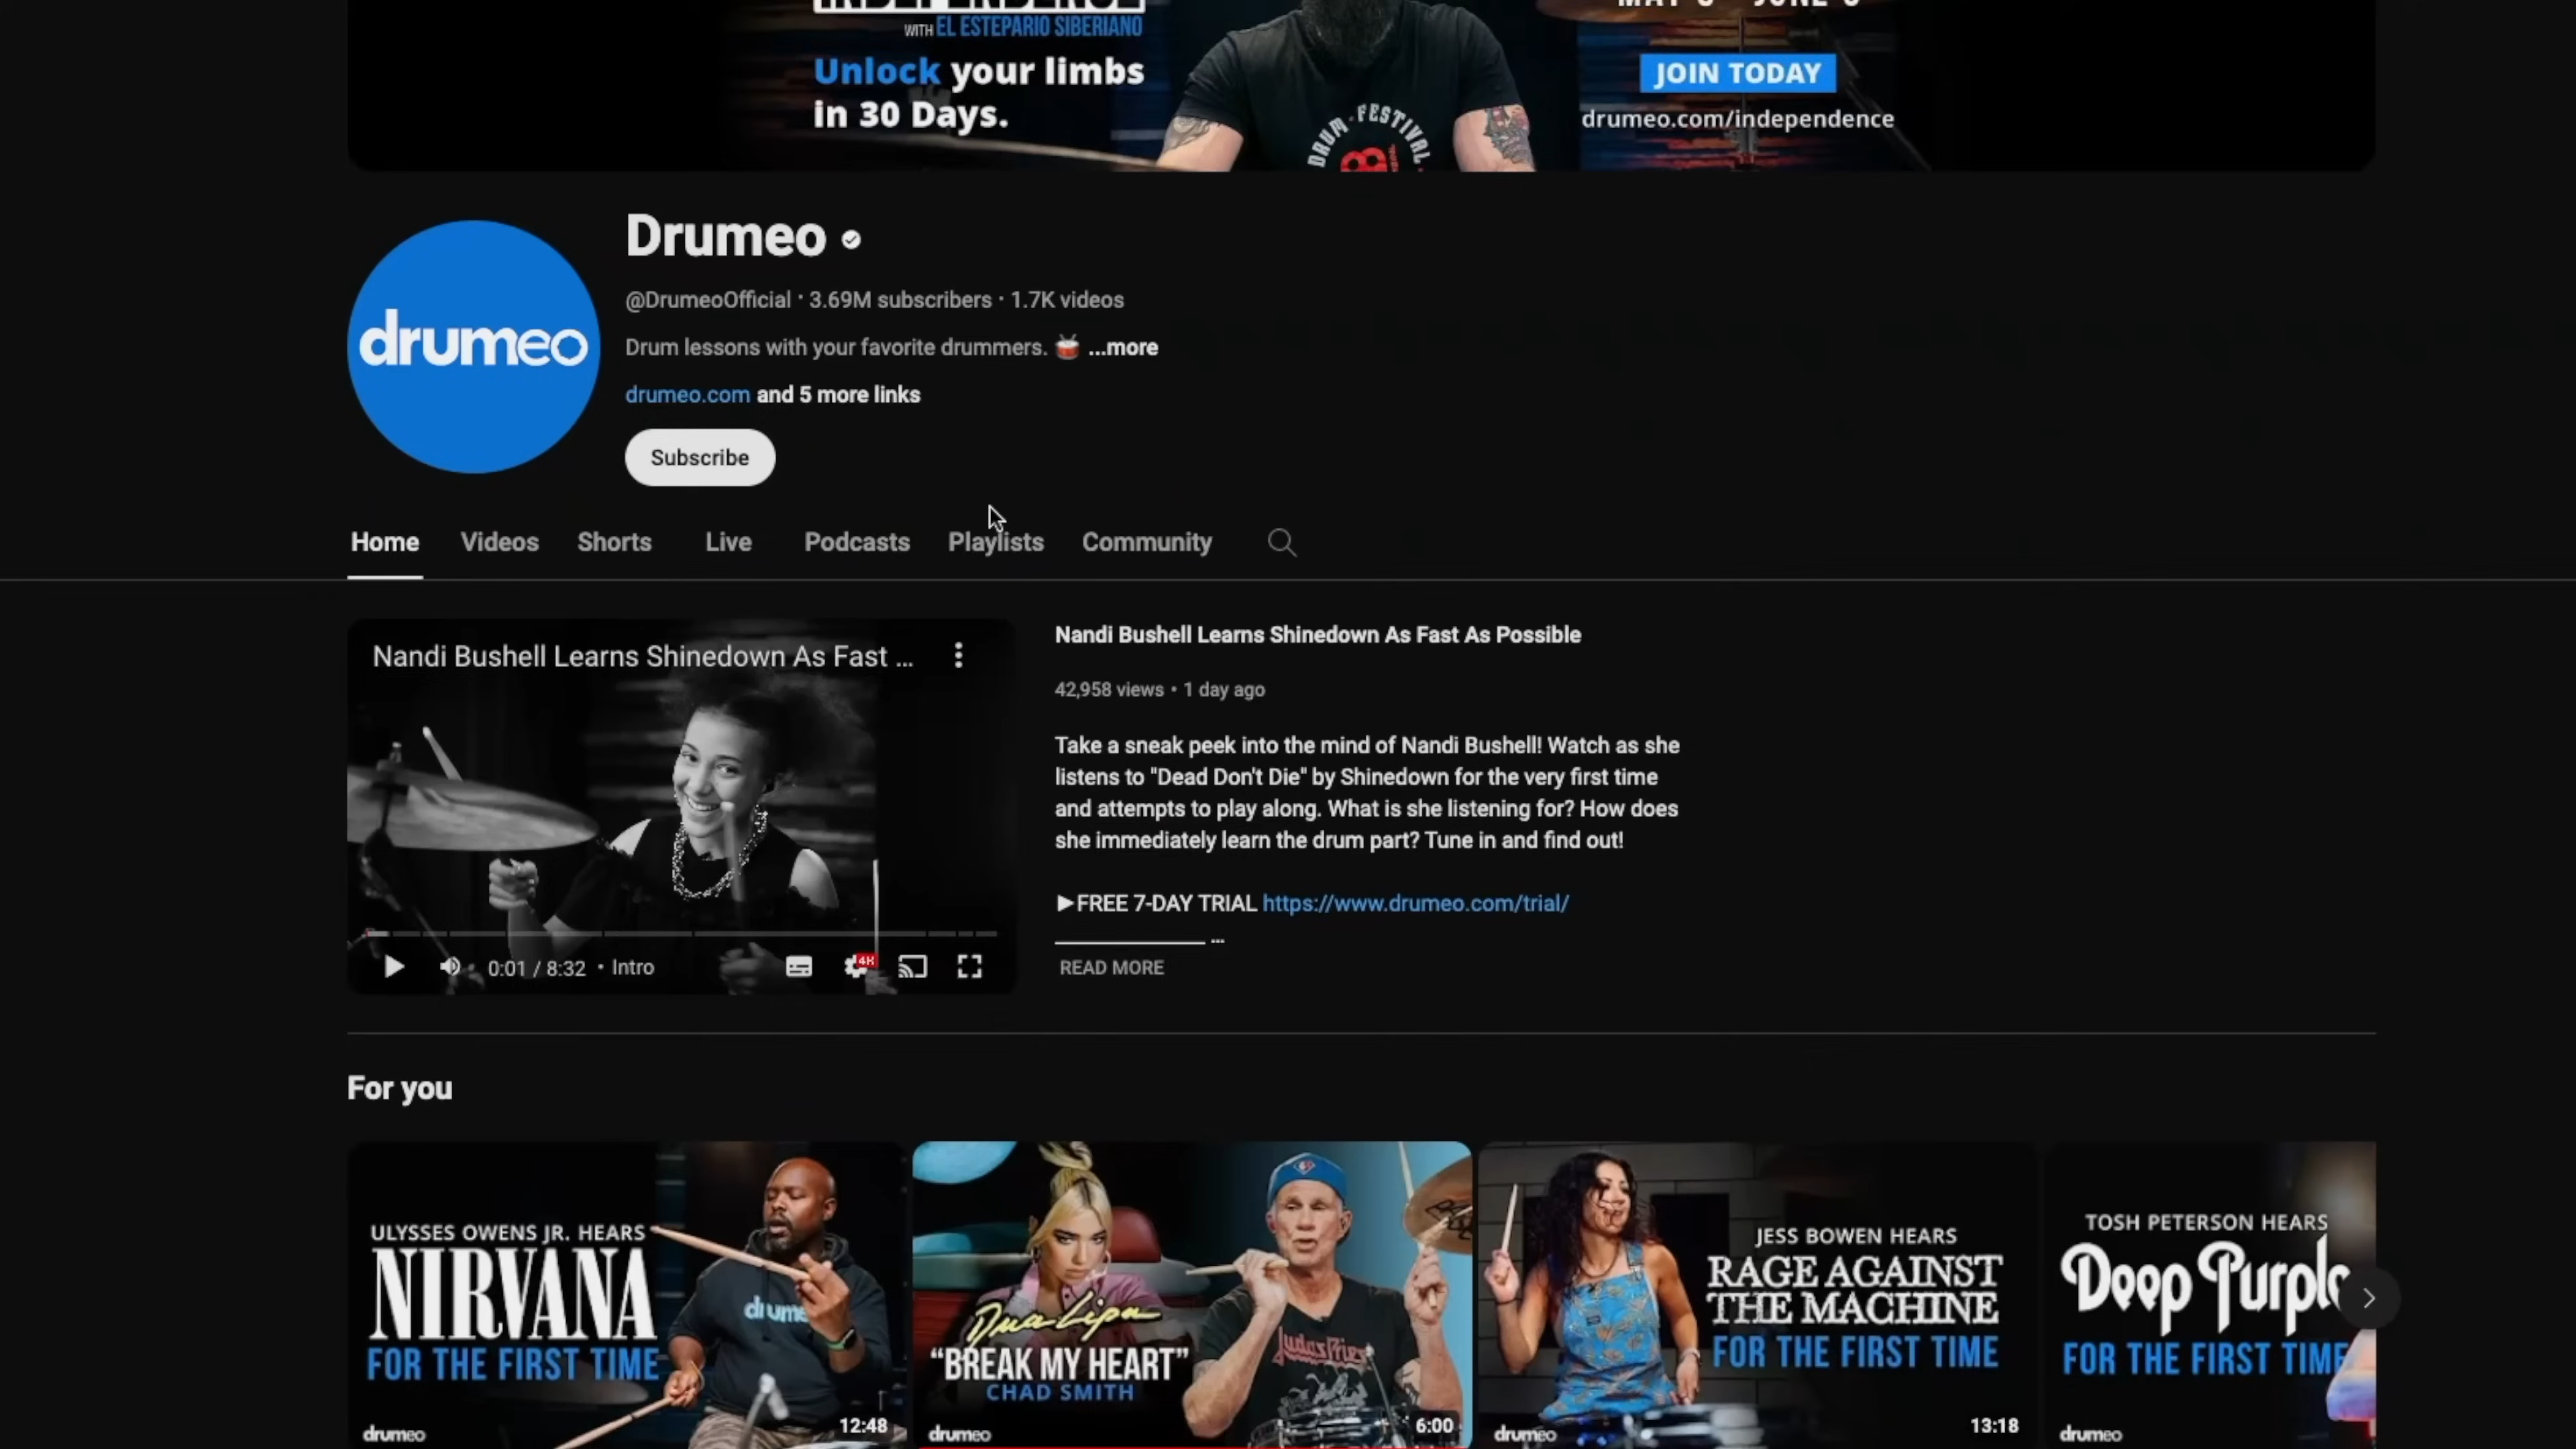 INDEPENDENCE
WITH EL ESTEPARIO SIBERIANO
Unlock your limbs
in 30 Days.
JOIN TODAY
drumeo.com/independence
DRUM · FESTIVAL
drumeo
Drumeo
@DrumeoOfficial · 3.69M subscribers · 1.7K videos
Drum lessons with your favorite drummers. 🥁 ...more
drumeo.com and 5 more links
Subscribe
Home Videos Shorts Live Podcasts Playlists Community
Nandi Bushell Learns Shinedown As Fast ...
0:01 / 8:32 · Intro
4K
Nandi Bushell Learns Shinedown As Fast As Possible
42,958 views · 1 day ago
Take a sneak peek into the mind of Nandi Bushell! Watch as she
listens to "Dead Don't Die" by Shinedown for the very first time
and attempts to play along. What is she listening for? How does
she immediately learn the drum part? Tune in and find out!
▶FREE 7-DAY TRIAL https://www.drumeo.com/trial/
___________________ ...
READ MORE
For you
ULYSSES OWENS JR. HEARS
NIRVANA
FOR THE FIRST TIME
drumeo
12:48
Dua Lipa
"BREAK MY HEART"
CHAD SMITH
Judas Priest
drumeo
6:00
JESS BOWEN HEARS
RAGE AGAINST
THE MACHINE
FOR THE FIRST TIME
drumeo
13:18
TOSH PETERSON HEARS
Deep Purple
FOR THE FIRST TIME
drumeo